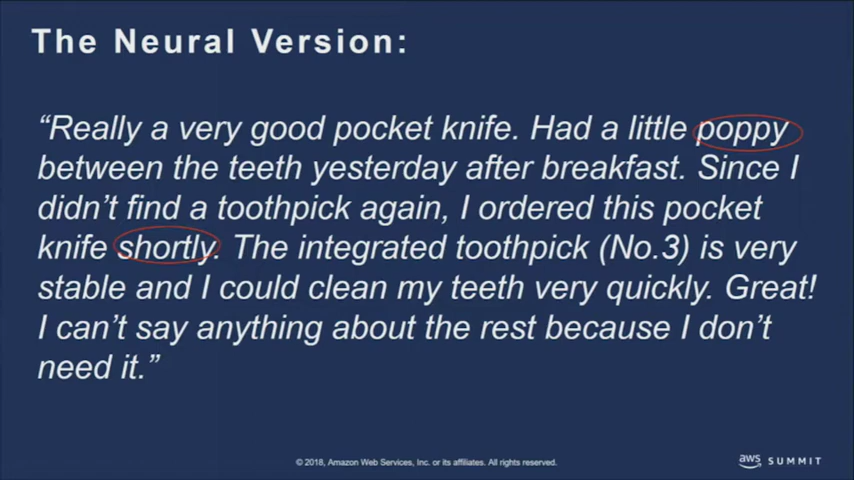 The Neural Version:
“Really a very good pocket knife. Had a little poppy
between the teeth yesterday after breakfast. Since I
didn’t find a toothpick again, I ordered this pocket
knife shortly. The integrated toothpick (No.3) is very
stable and I could clean my teeth very quickly. Great!
I can’t say anything about the rest because I don’t
need it.”
© 2018, Amazon Web Services, Inc. or its affiliates. All rights reserved.
aws SUMMIT